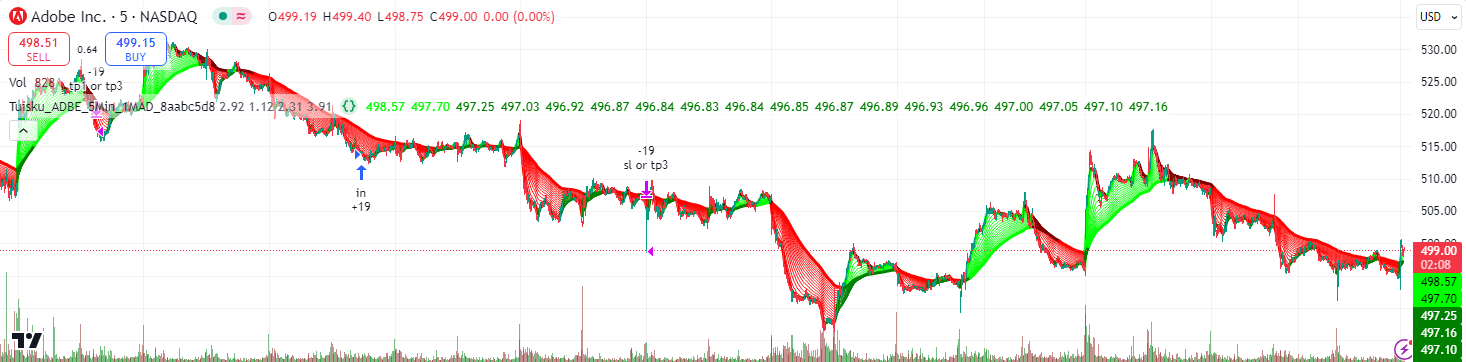 Adobe Inc. · 5 · NASDAQ O499.19 H499.40 L498.75 C499.00 0.00 (0.00%)
USD
498.51 SELL 0.64 499.15 BUY
Vol 828
-19
tp1 or tp3
Tuisku_ADBE_5Min_1MAD_8aabc5d8 2.92 1.12 2.31 3.91 498.57 497.70 497.25 497.03 496.92 496.87 496.84 496.83 496.84 496.85 496.87 496.89 496.93 496.96 497.00 497.05 497.10 497.16
in
+19
-19
sl or tp3
530.00
525.00
520.00
515.00
510.00
505.00
499.00
02:08
498.57
497.70
497.25
497.16
497.10